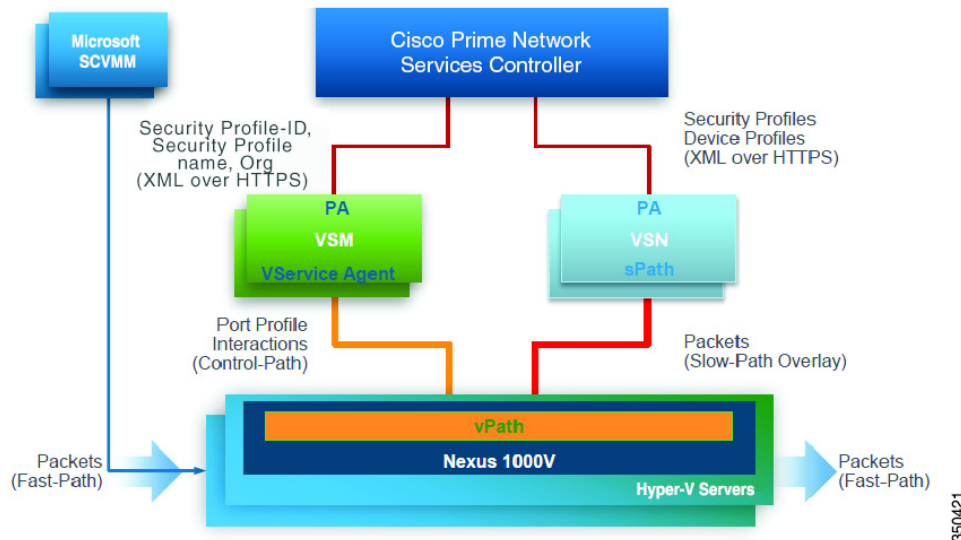 Microsoft
SCVMM
Cisco Prime Network
Services Controller
Security Profile-ID,
Security Profile
name, Org
(XML over HTTPS)
Security Profiles
Device Profiles
(XML over HTTPS)
PA
VSM
VService Agent
PA
VSN
sPath
Port Profile
Interactions
(Control-Path)
Packets
(Slow-Path Overlay)
vPath
Nexus 1000V
Hyper-V Servers
Packets
(Fast-Path)
Packets
(Fast-Path)
350421